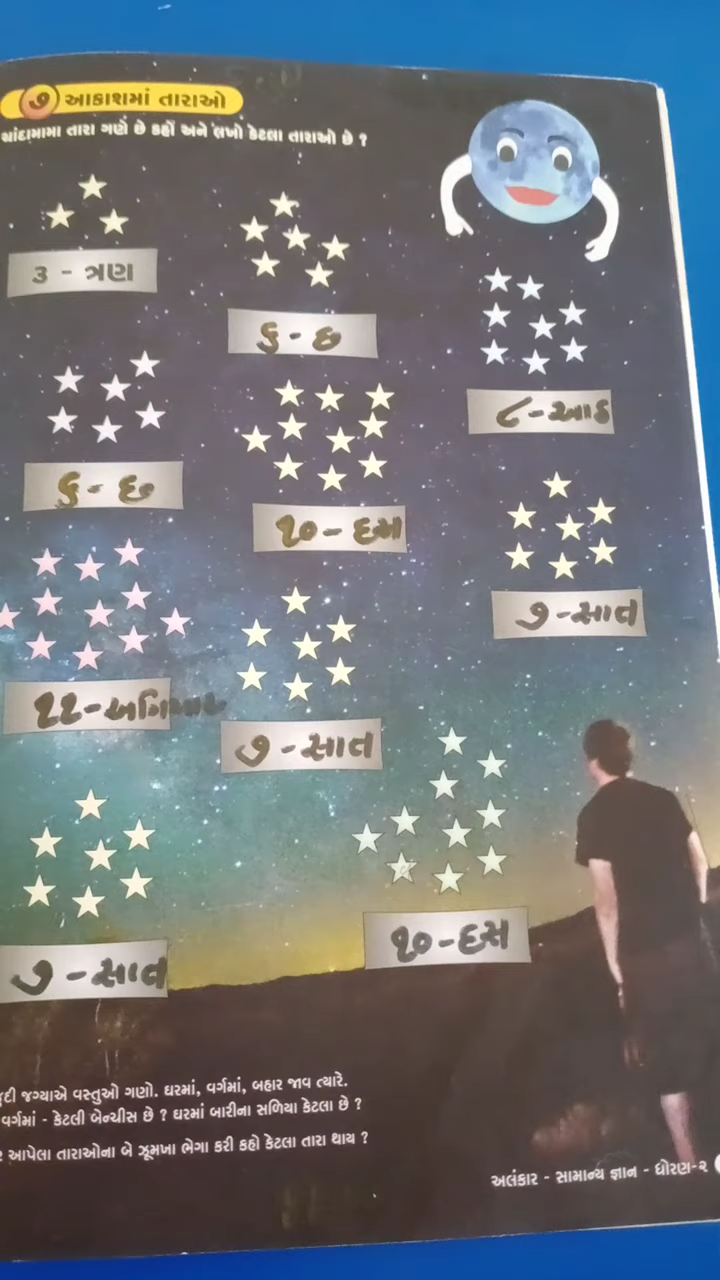 ૭ આકાશમાં તારાઓ
ચાંદામામા તારા ગણે છે કહો અને લખો કેટલા તારાઓ છે ?
૩ - ત્રણ
૬ - છ
૮ - આઠ
૬ - છ
૧૦ - દસ
૭ - સાત
૧૧ - અગિયાર
૭ - સાત
૧૦ - દસ
૭ - સાત
જગ્યાએ વસ્તુઓ ગણો. ઘરમાં, વર્ગમાં, બહાર જાવ ત્યારે.
વર્ગમાં - કેટલી બેન્ચીસ છે ? ઘરમાં બારીના સળિયા કેટલા છે ?
આપેલા તારાઓના બે ઝૂમખા ભેગા કરી કહો કેટલા તારા થાય ?
અલંકાર - સામાન્ય જ્ઞાન - ધોરણ-૨